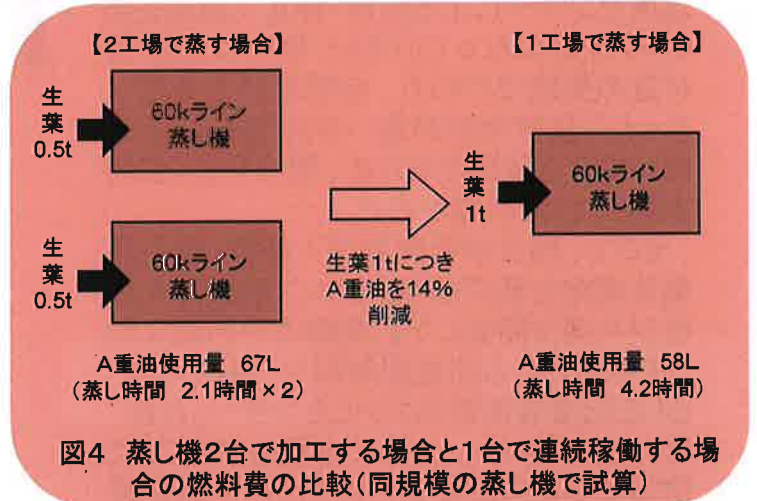 【2工場で蒸す場合】
生葉
0.5t
60kライン
蒸し機
生葉
0.5t
60kライン
蒸し機
A重油使用量 67L
(蒸し時間 2.1時間×2)
生葉1tにつき
A重油を14%
削減
【1工場で蒸す場合】
生葉
1t
60kライン
蒸し機
A重油使用量 58L
(蒸し時間 4.2時間)
図4 蒸し機2台で加工する場合と1台で連続稼働する場
合の燃料費の比較(同規模の蒸し機で試算)